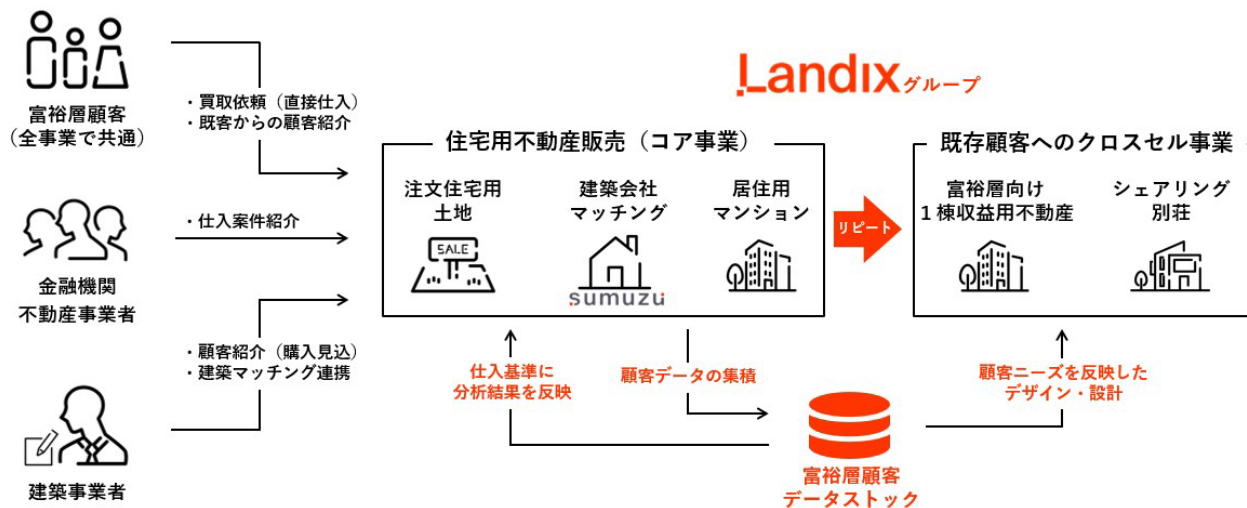 Landixグループ
富裕層顧客
（全事業で共通）
・買取依頼（直接仕入）
・既客からの顧客紹介
金融機関
不動産事業者
・仕入案件紹介
建築事業者
・顧客紹介（購入見込）
・建築マッチング連携
住宅用不動産販売（コア事業）
注文住宅用
土地
SALE
建築会社
マッチング
sumuzu
居住用
マンション
リピート
既存顧客へのクロスセル事業
富裕層向け
１棟収益用不動産
シェアリング
別荘
仕入基準に
分析結果を反映
顧客データの集積
顧客ニーズを反映した
デザイン・設計
富裕層顧客
データストック